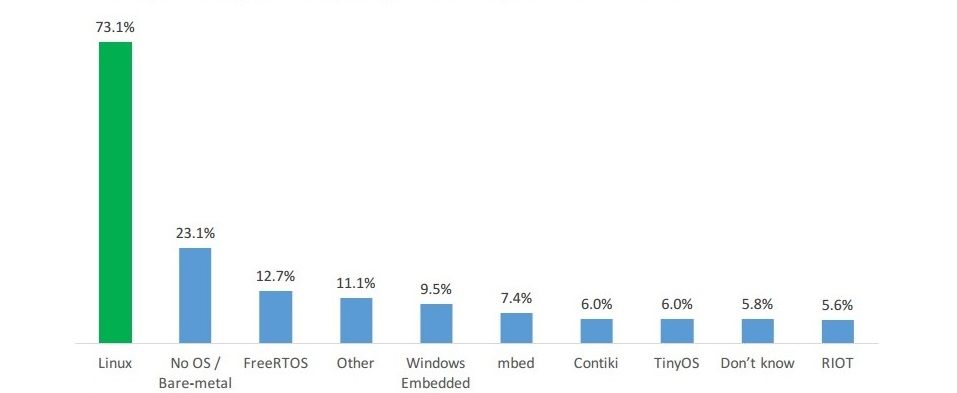 73.1%
23.1%
12.7%
11.1%
9.5%
7.4%
6.0%
6.0%
5.8%
5.6%
Linux
No OS /
Bare-metal
FreeRTOS
Other
Windows
Embedded
mbed
Contiki
TinyOS
Don't know
RIOT